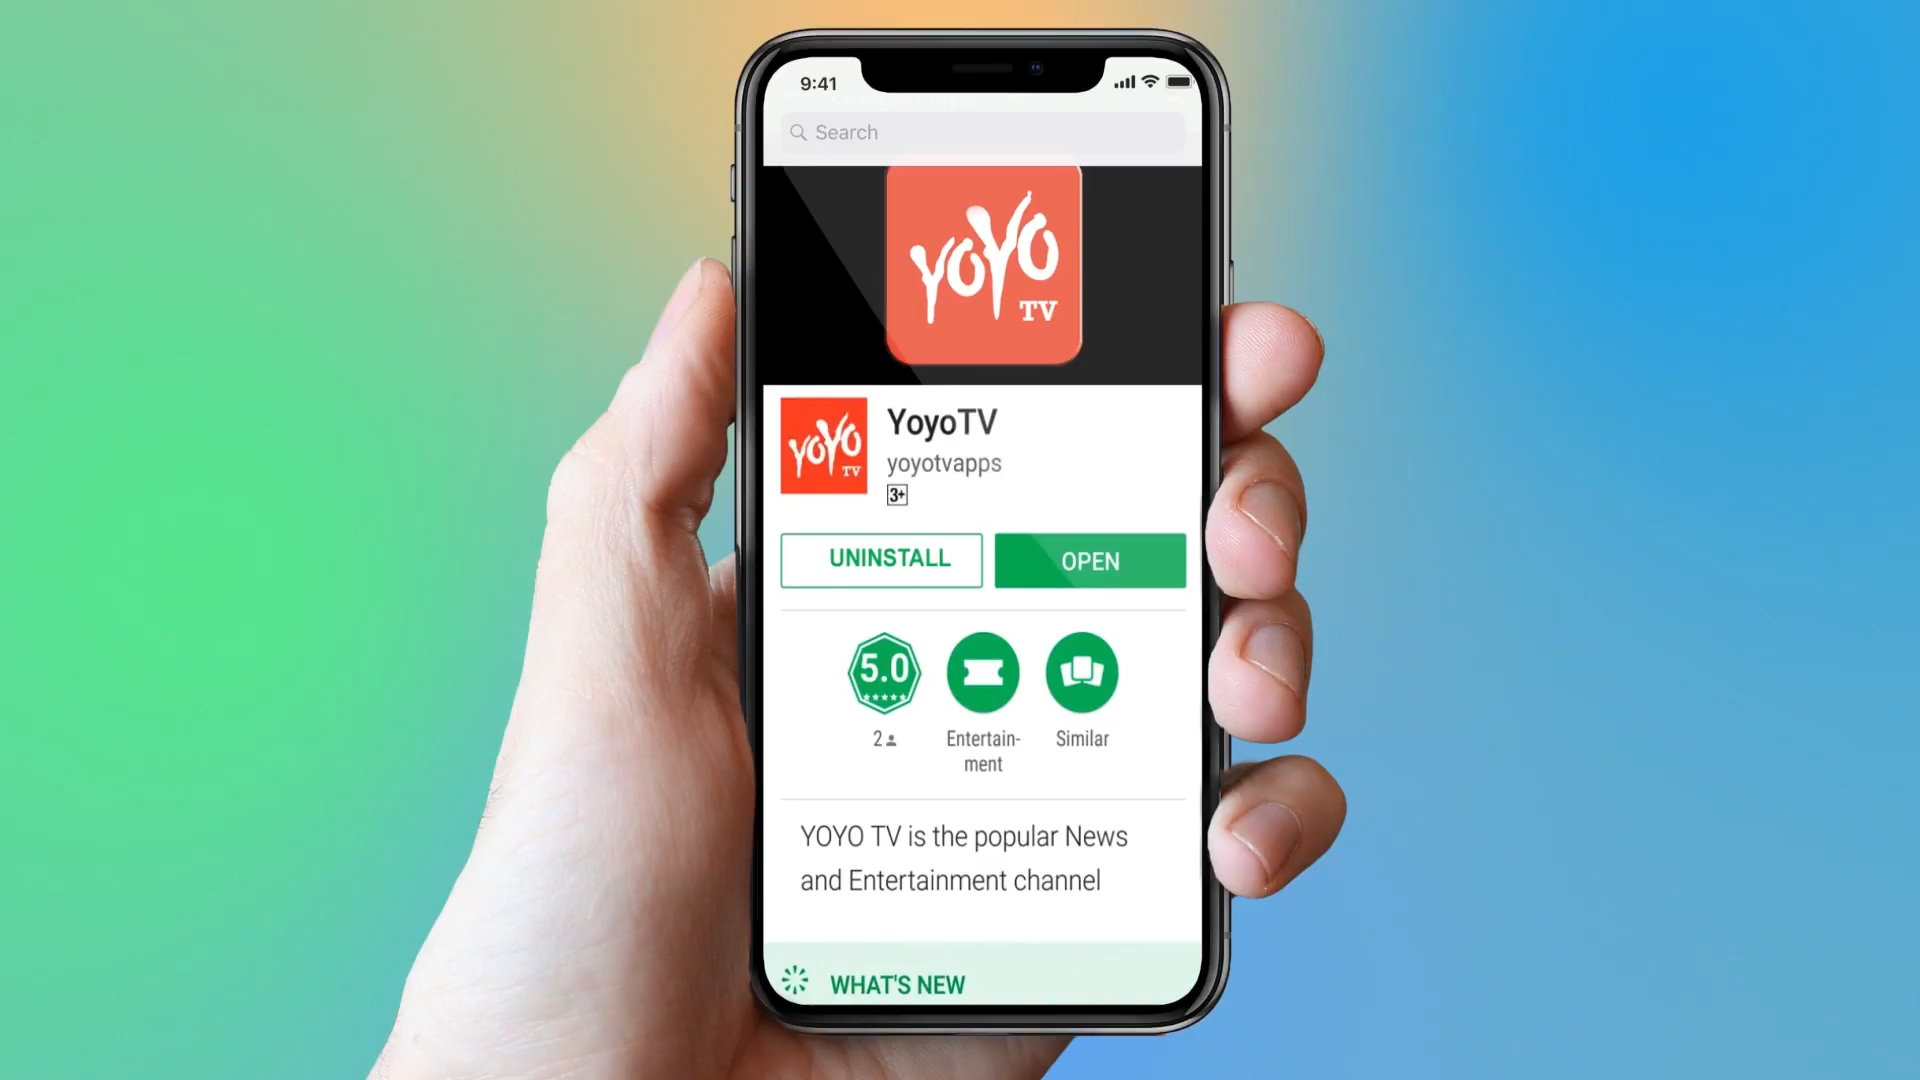 9:41
Search
YOYO
TV
YOYO
TV
YoyoTV
yoyotvapps
3+
UNINSTALL
OPEN
5.0
2
Entertain-
ment
Similar
YOYO TV is the popular News
and Entertainment channel
WHAT'S NEW